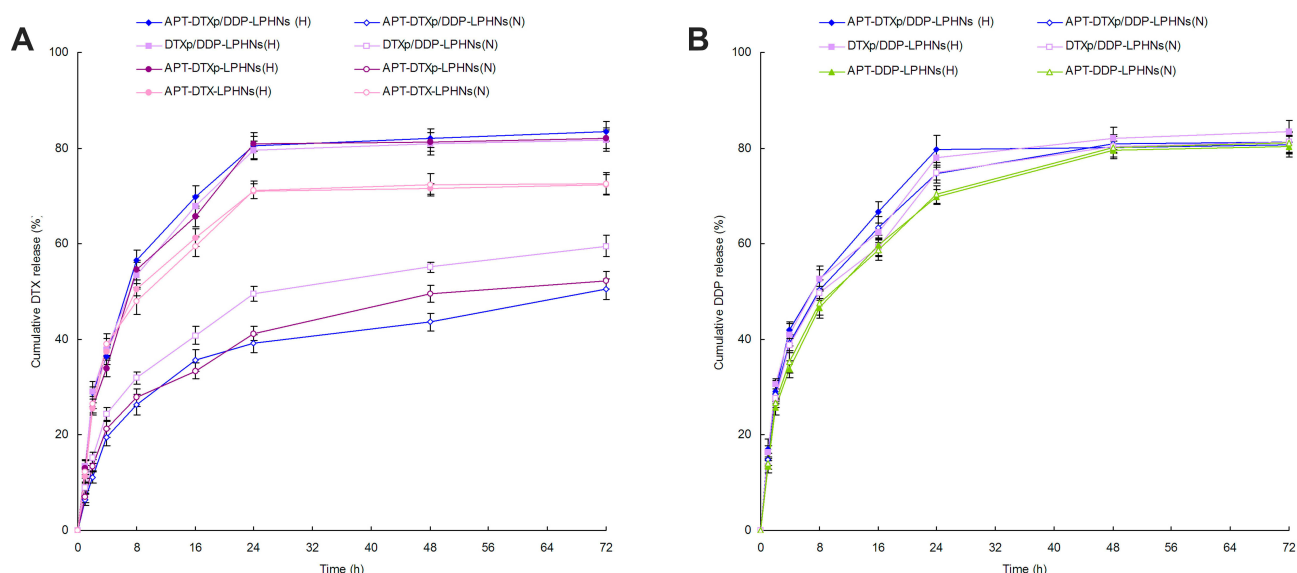 A
APT-DTXp/DDP-LPHNs (H)
APT-DTXp/DDP-LPHNs(N)
DTXp/DDP-LPHNs(H)
DTXp/DDP-LPHNs(N)
APT-DTXp-LPHNs(H)
APT-DTXp-LPHNs(N)
APT-DTX-LPHNs(H)
APT-DTX-LPHNs(N)
Cumulative DTX release (%)
100
80
60
40
20
0
0 8 16 24 32 40 48 56 64 72
Time (h)
B
APT-DTXp/DDP-LPHNs (H)
APT-DTXp/DDP-LPHNs(N)
DTXp/DDP-LPHNs(H)
DTXp/DDP-LPHNs(N)
APT-DDP-LPHNs(H)
APT-DDP-LPHNs(N)
Cumulative DDP release (%)
100
80
60
40
20
0
0 8 16 24 32 40 48 56 64 72
Time (h)